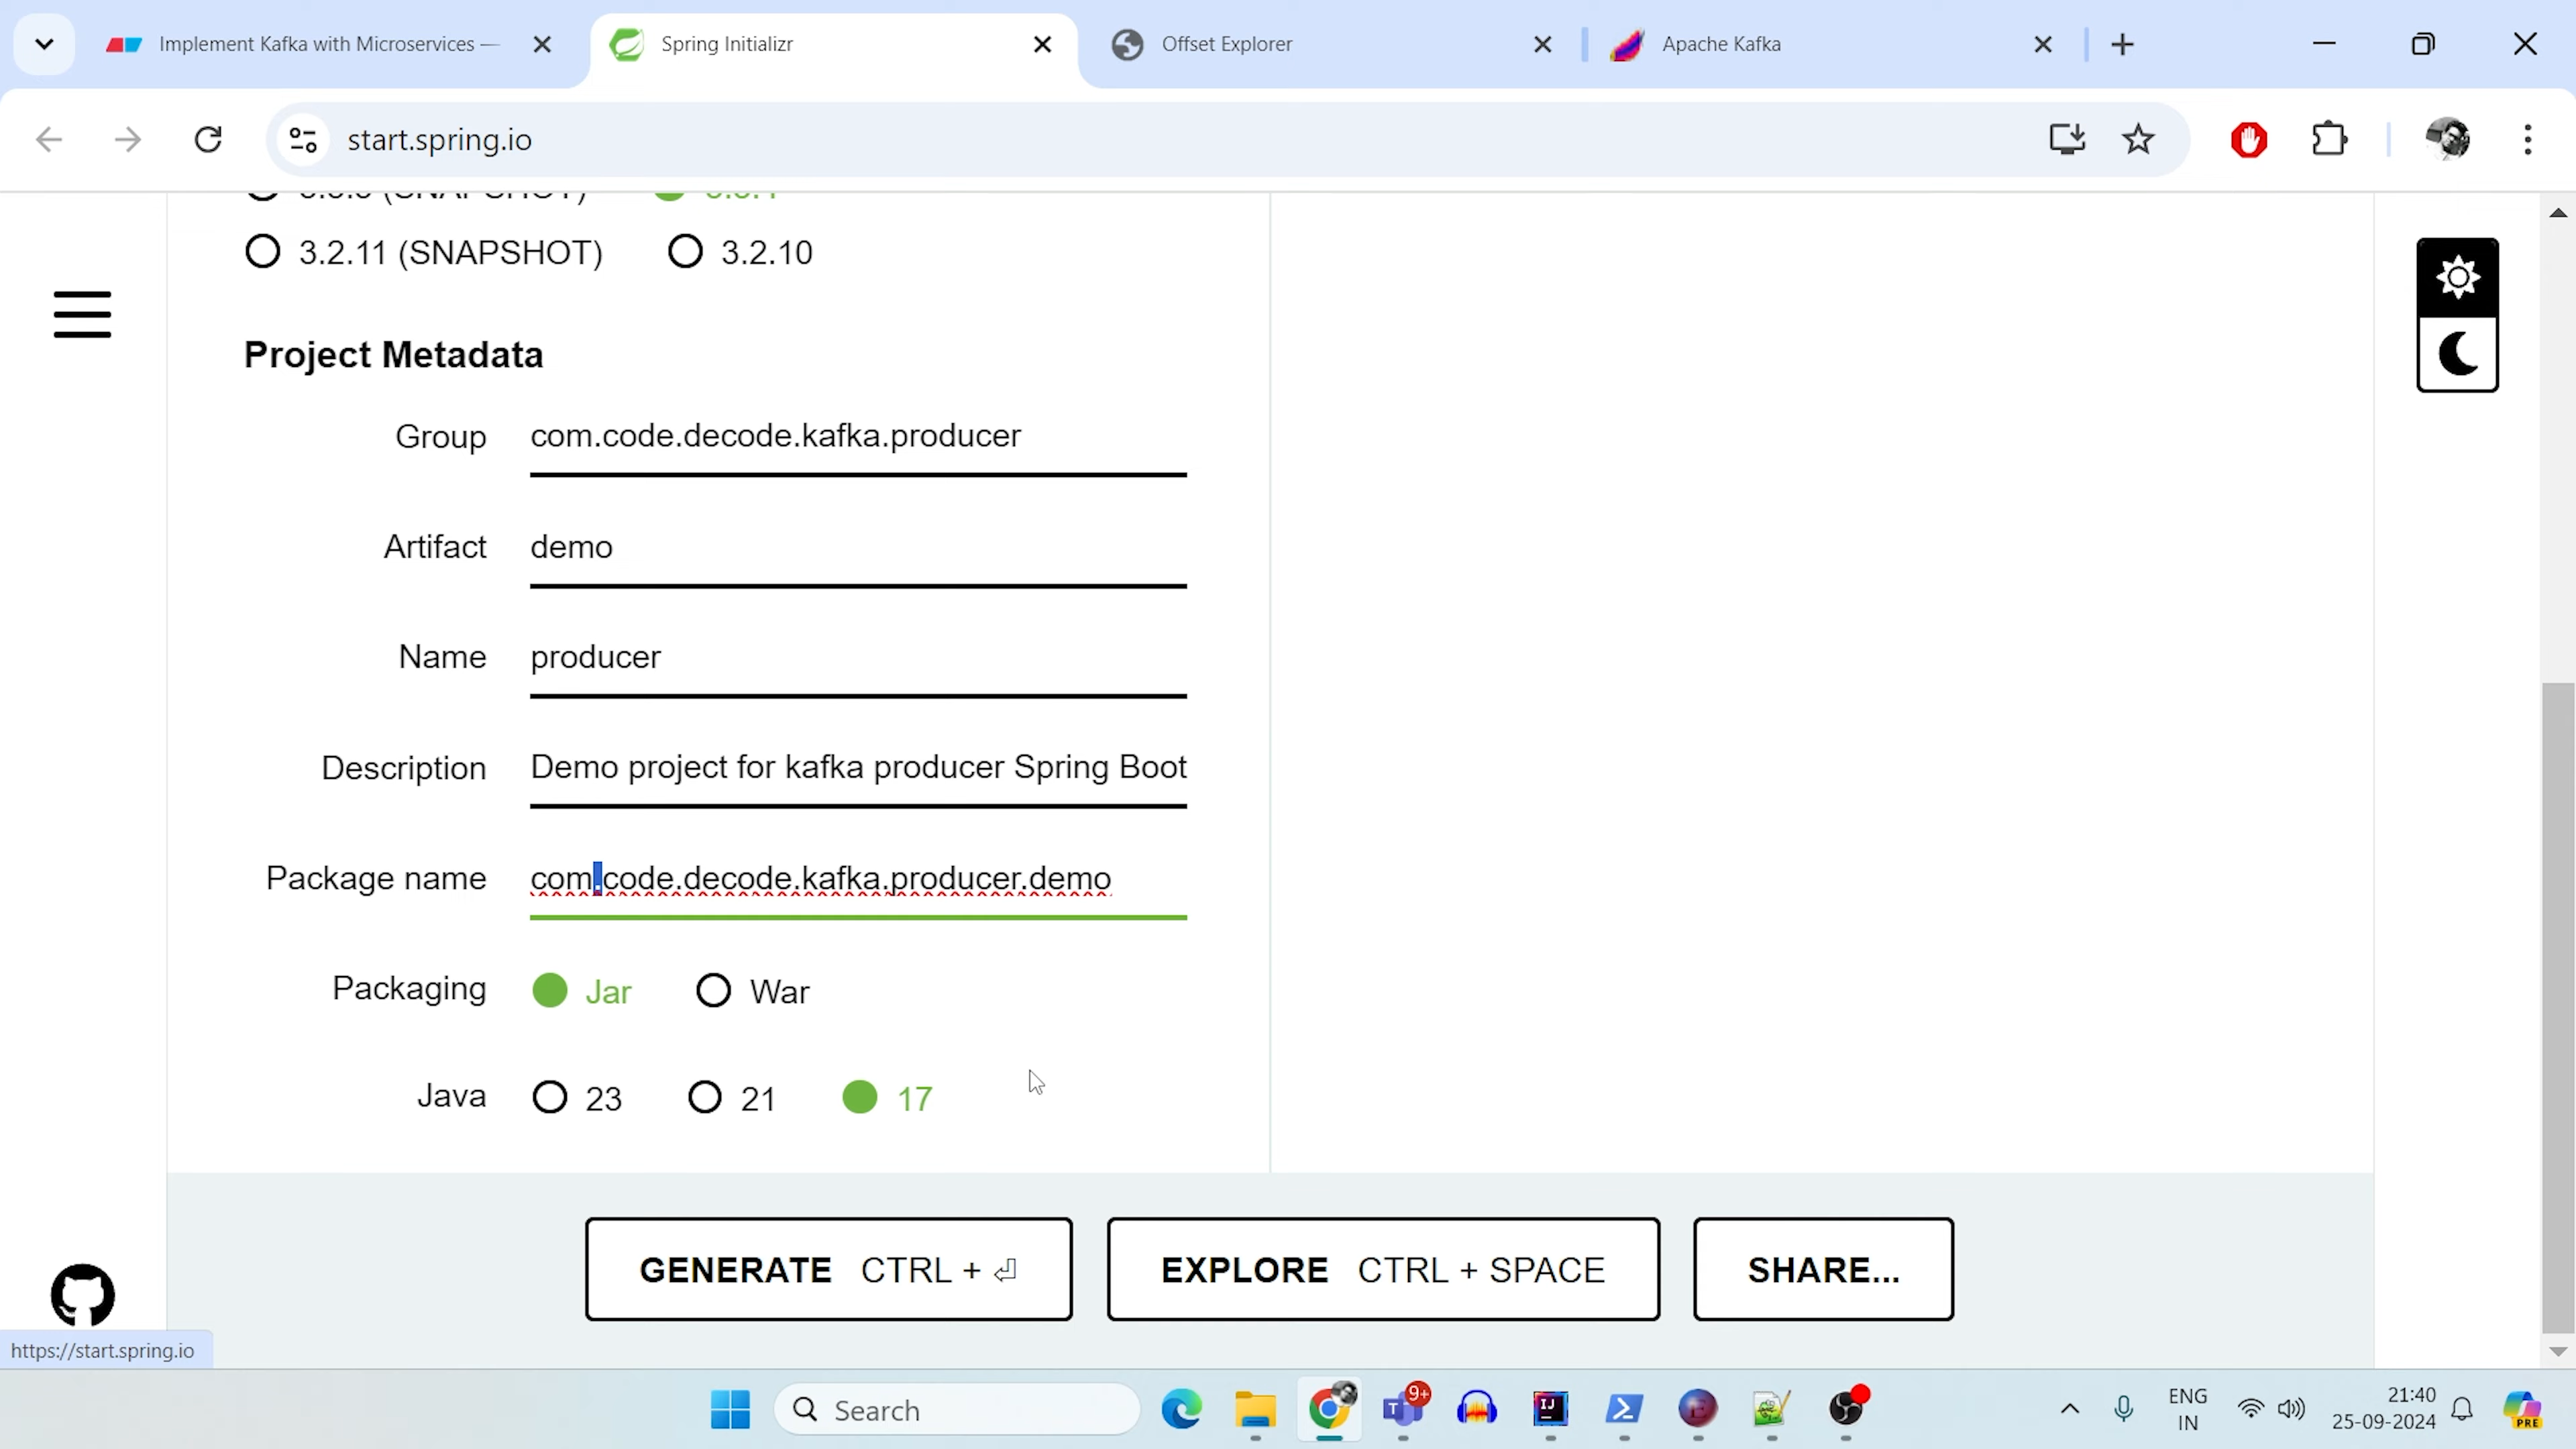 Implement Kafka with Microservices —
Spring Initializr
Offset Explorer
Apache Kafka
start.spring.io
3.2.11 (SNAPSHOT) 3.2.10
Project Metadata
Group com.code.decode.kafka.producer
Artifact demo
Name producer
Description Demo project for kafka producer Spring Boot
Package name com.code.decode.kafka.producer.demo
Packaging Jar War
Java 23 21 17
GENERATE CTRL + ⏎
EXPLORE CTRL + SPACE
SHARE...
https://start.spring.io
Search
9+
ENG
IN
21:40
25-09-2024
PRE